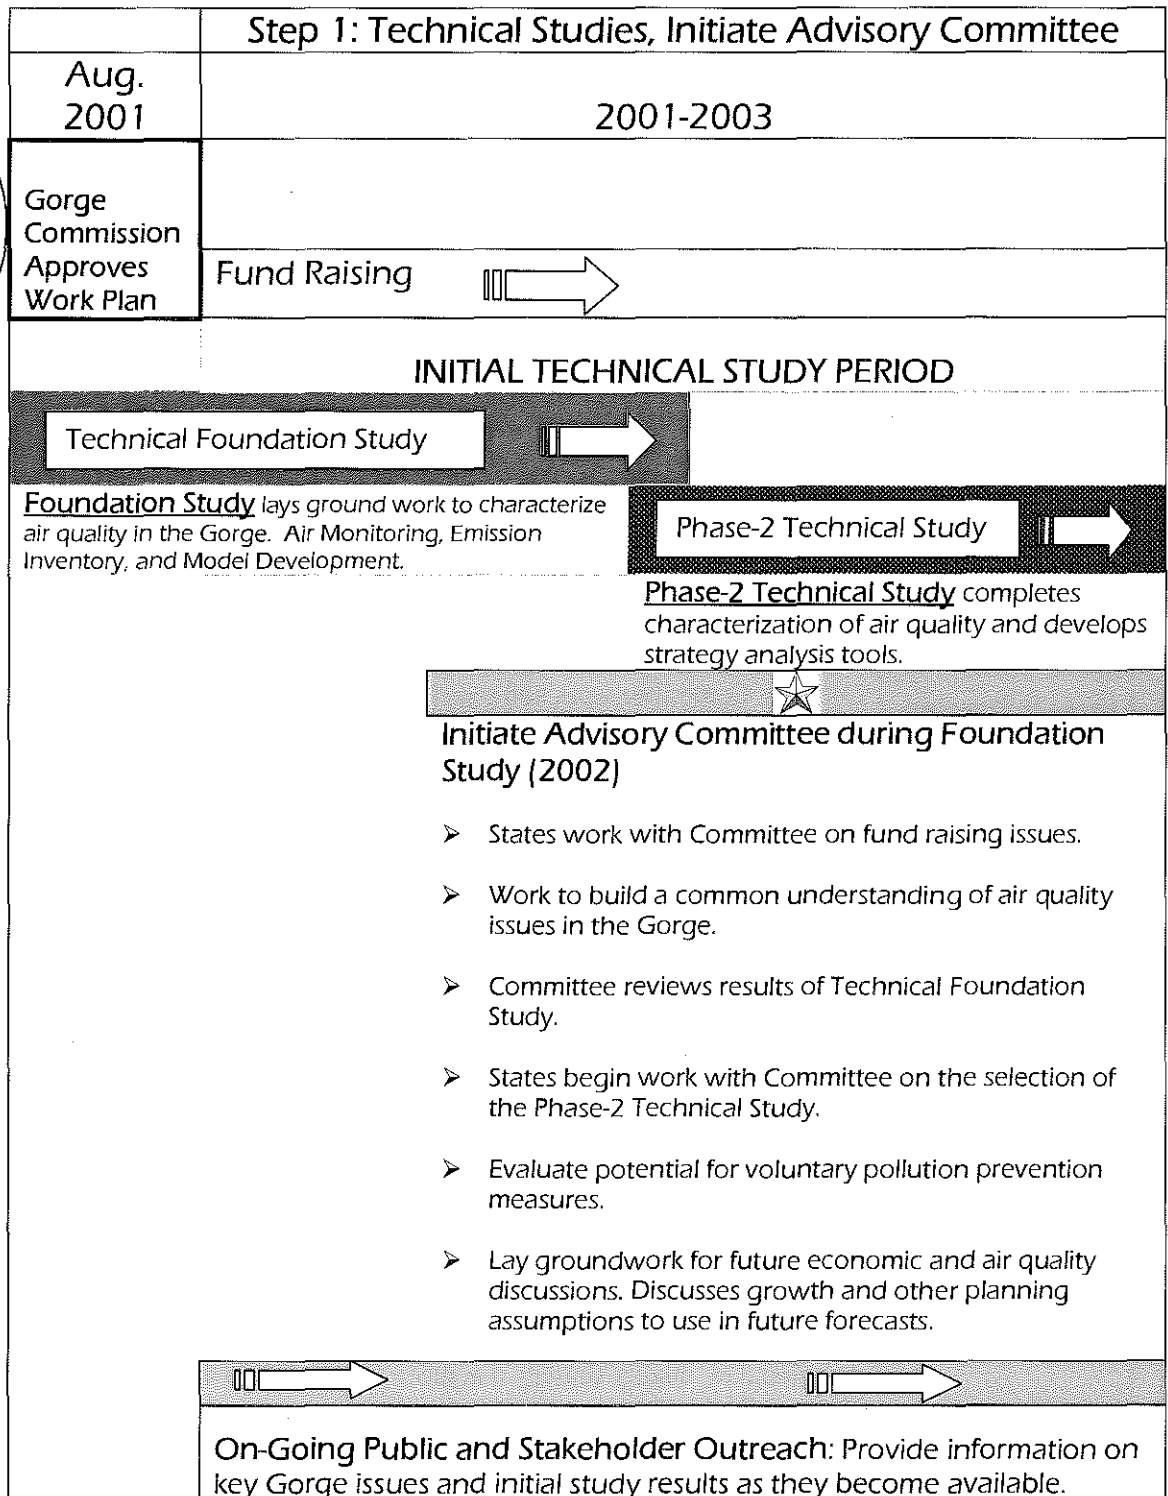 Step 1: Technical Studies, Initiate Advisory Committee
Aug.
2001
2001-2003
Gorge
Commission
Approves
Work Plan
Fund Raising
INITIAL TECHNICAL STUDY PERIOD
Technical Foundation Study
Foundation Study lays ground work to characterize
air quality in the Gorge. Air Monitoring, Emission
Inventory, and Model Development.
Phase-2 Technical Study
Phase-2 Technical Study completes
characterization of air quality and develops
strategy analysis tools.
Initiate Advisory Committee during Foundation
Study (2002)
➢ States work with Committee on fund raising issues.
➢ Work to build a common understanding of air quality
issues in the Gorge.
➢ Committee reviews results of Technical Foundation
Study.
➢ States begin work with Committee on the selection of
the Phase-2 Technical Study.
➢ Evaluate potential for voluntary pollution prevention
measures.
➢ Lay groundwork for future economic and air quality
discussions. Discusses growth and other planning
assumptions to use in future forecasts.
On-Going Public and Stakeholder Outreach: Provide information on
key Gorge issues and initial study results as they become available.